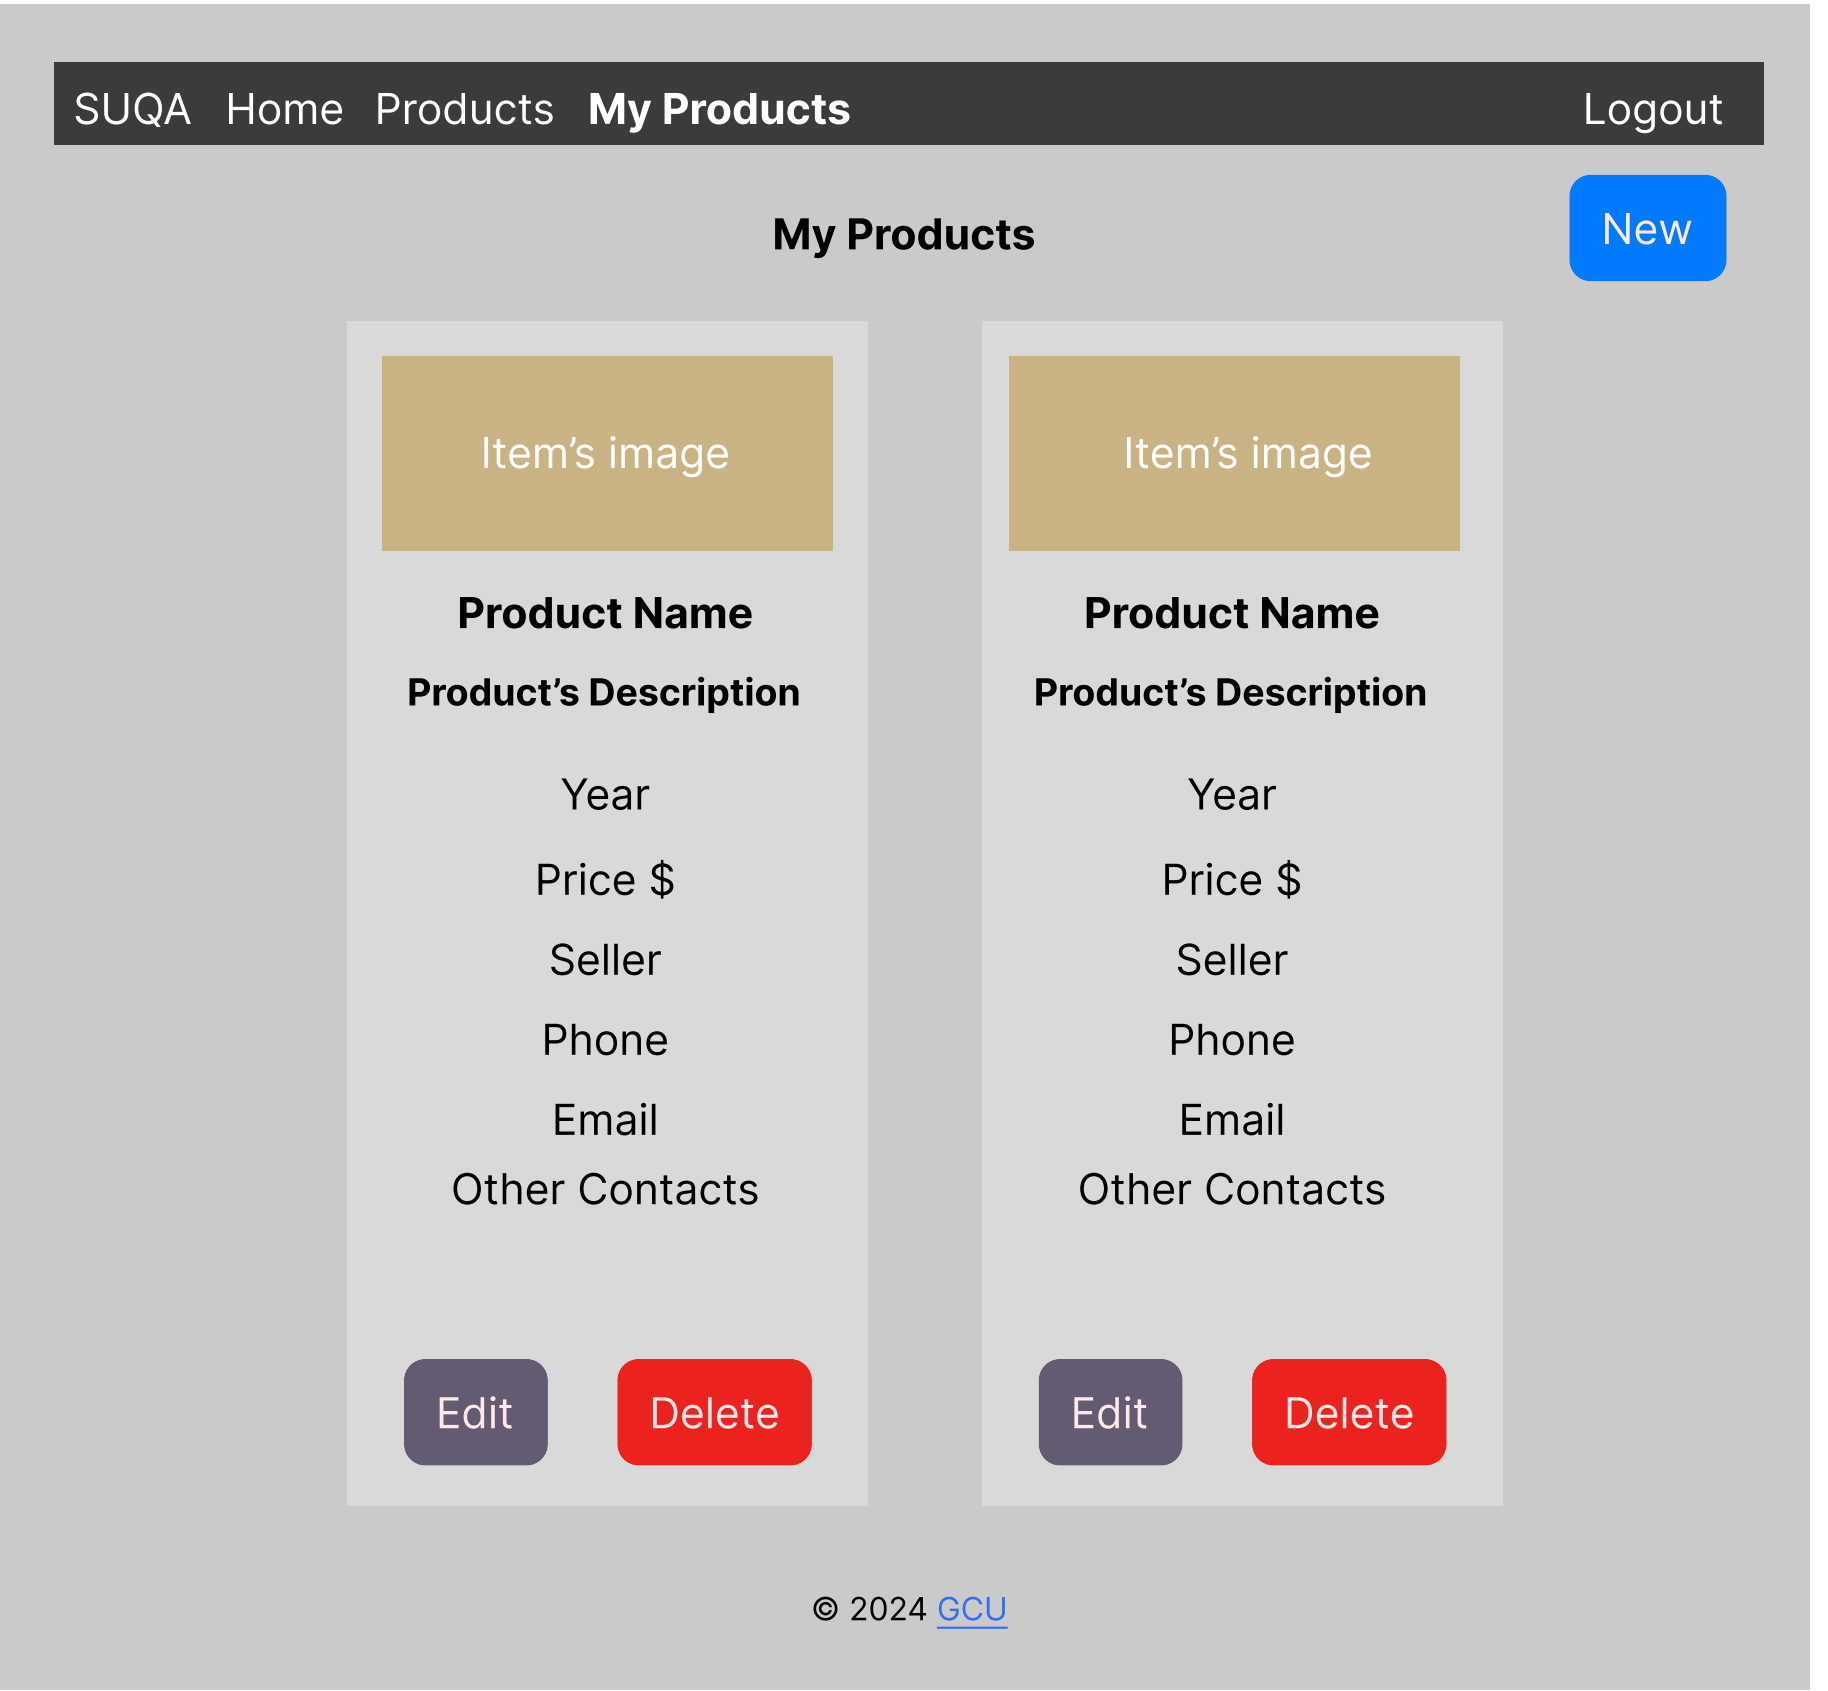 SUQA Home Products My Products Logout
New
My Products
Item’s image
Product Name
Product’s Description
Year
Price $
Seller
Phone
Email
Other Contacts
Edit Delete
Item’s image
Product Name
Product’s Description
Year
Price $
Seller
Phone
Email
Other Contacts
Edit Delete
© 2024 GCU